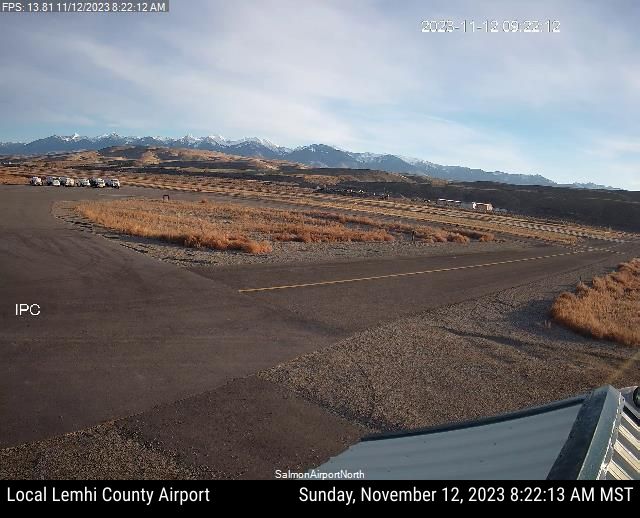 FPS: 13.81 11/12/2023 8:22:12 AM
2023-11-12 09:22:12
IPC
SalmonAirportNorth
Local Lemhi County Airport Sunday, November 12, 2023 8:22:13 AM MST